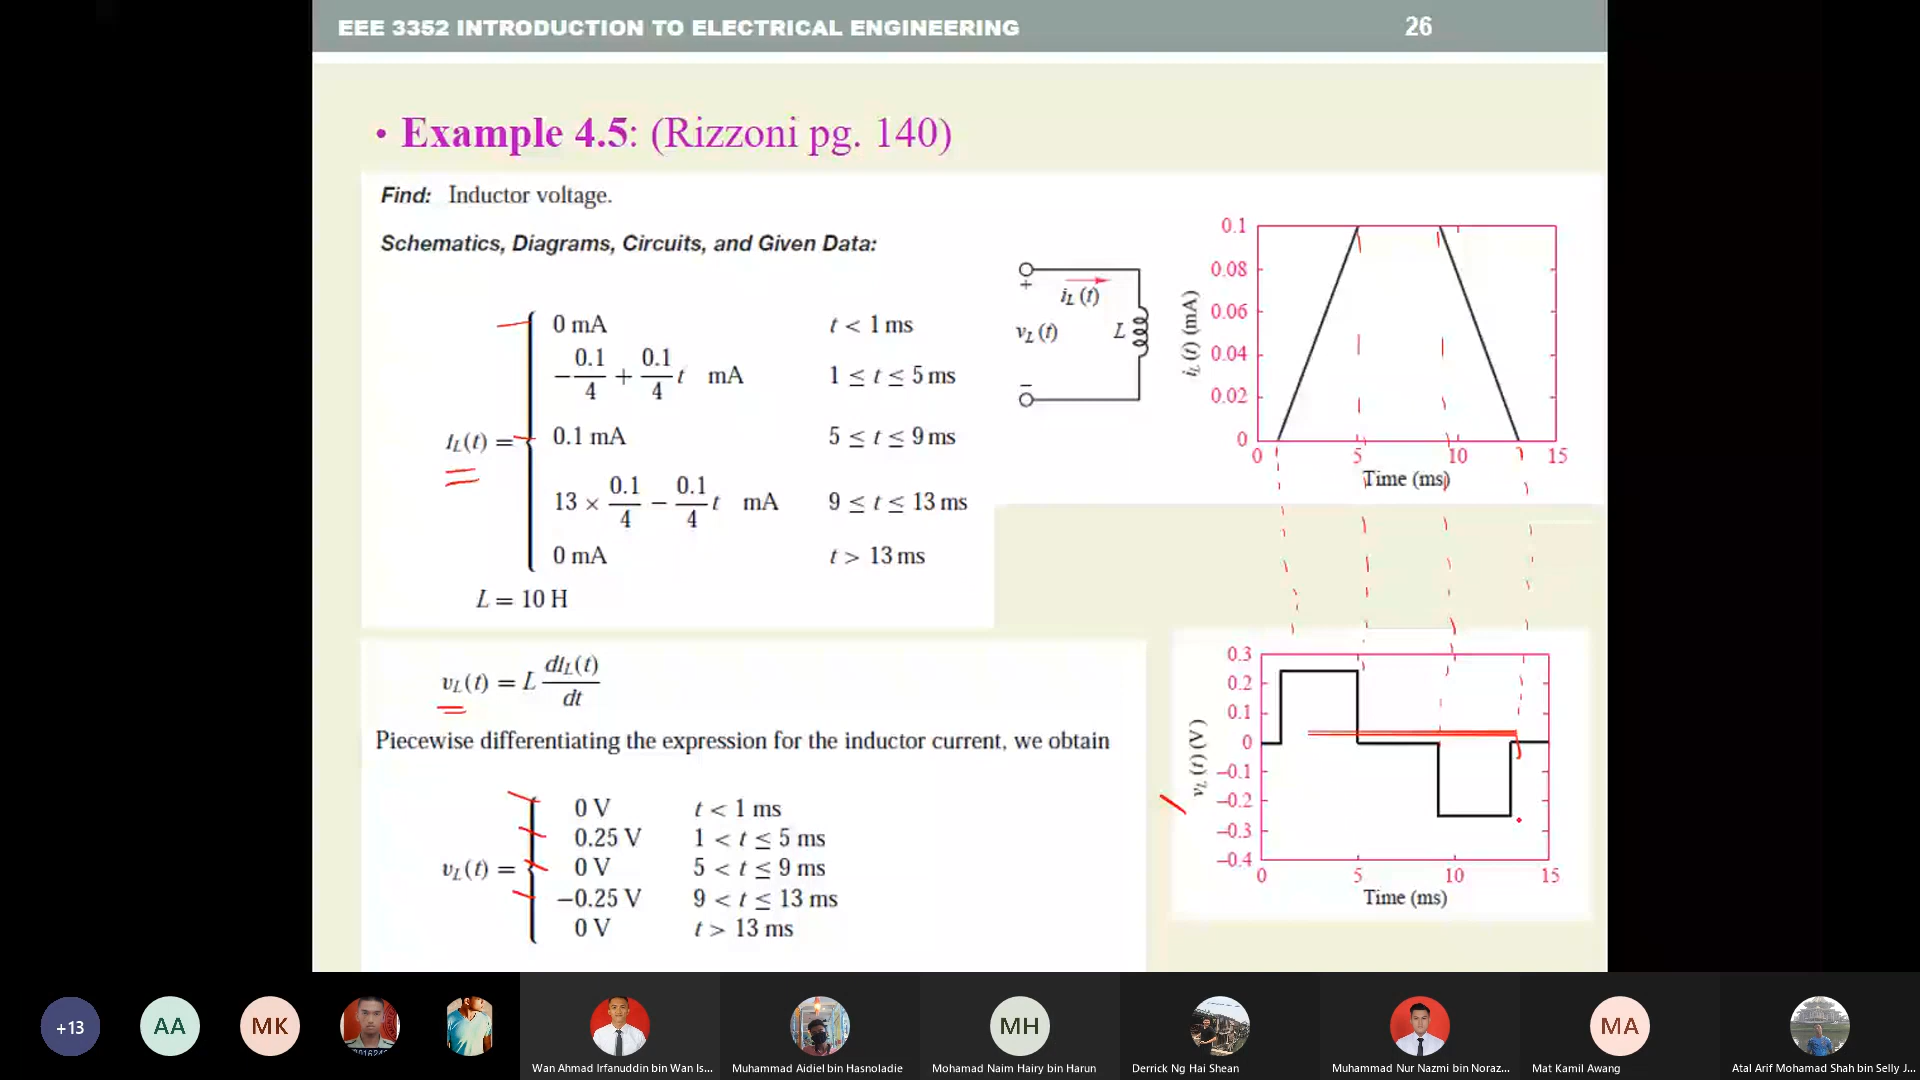 EEE 3352 INTRODUCTION TO ELECTRICAL ENGINEERING
26
• Example 4.5: (Rizzoni pg. 140)
Find: Inductor voltage.
Schematics, Diagrams, Circuits, and Given Data:
0 mA t < 1 ms
−0.1/4 + 0.1/4 t mA 1 ≤ t ≤ 5 ms
iL(t) = 0.1 mA 5 ≤ t ≤ 9 ms
13 × 0.1/4 − 0.1/4 t mA 9 ≤ t ≤ 13 ms
0 mA t > 13 ms
L = 10 H
+
iL (t)
vL (t) L
−
0.1
0.08
0.06
0.04
0.02
0
iL (t) (mA)
0 5 10 15
Time (ms)
vL(t) = L diL(t)/dt
Piecewise differentiating the expression for the inductor current, we obtain
0 V t < 1 ms
0.25 V 1 < t ≤ 5 ms
vL(t) = 0 V 5 < t ≤ 9 ms
−0.25 V 9 < t ≤ 13 ms
0 V t > 13 ms
0.3
0.2
0.1
0
−0.1
−0.2
−0.3
−0.4
vL (t) (V)
0 5 10 15
Time (ms)
+13
AA
MK
MH
MA
Wan Ahmad Irfanuddin bin Wan Is...
Muhammad Aidiel bin Hasnoladie
Mohamad Naim Hairy bin Harun
Derrick Ng Hai Shean
Muhammad Nur Nazmi bin Noraz...
Mat Kamil Awang
Atal Arif Mohamad Shah bin Selly J...